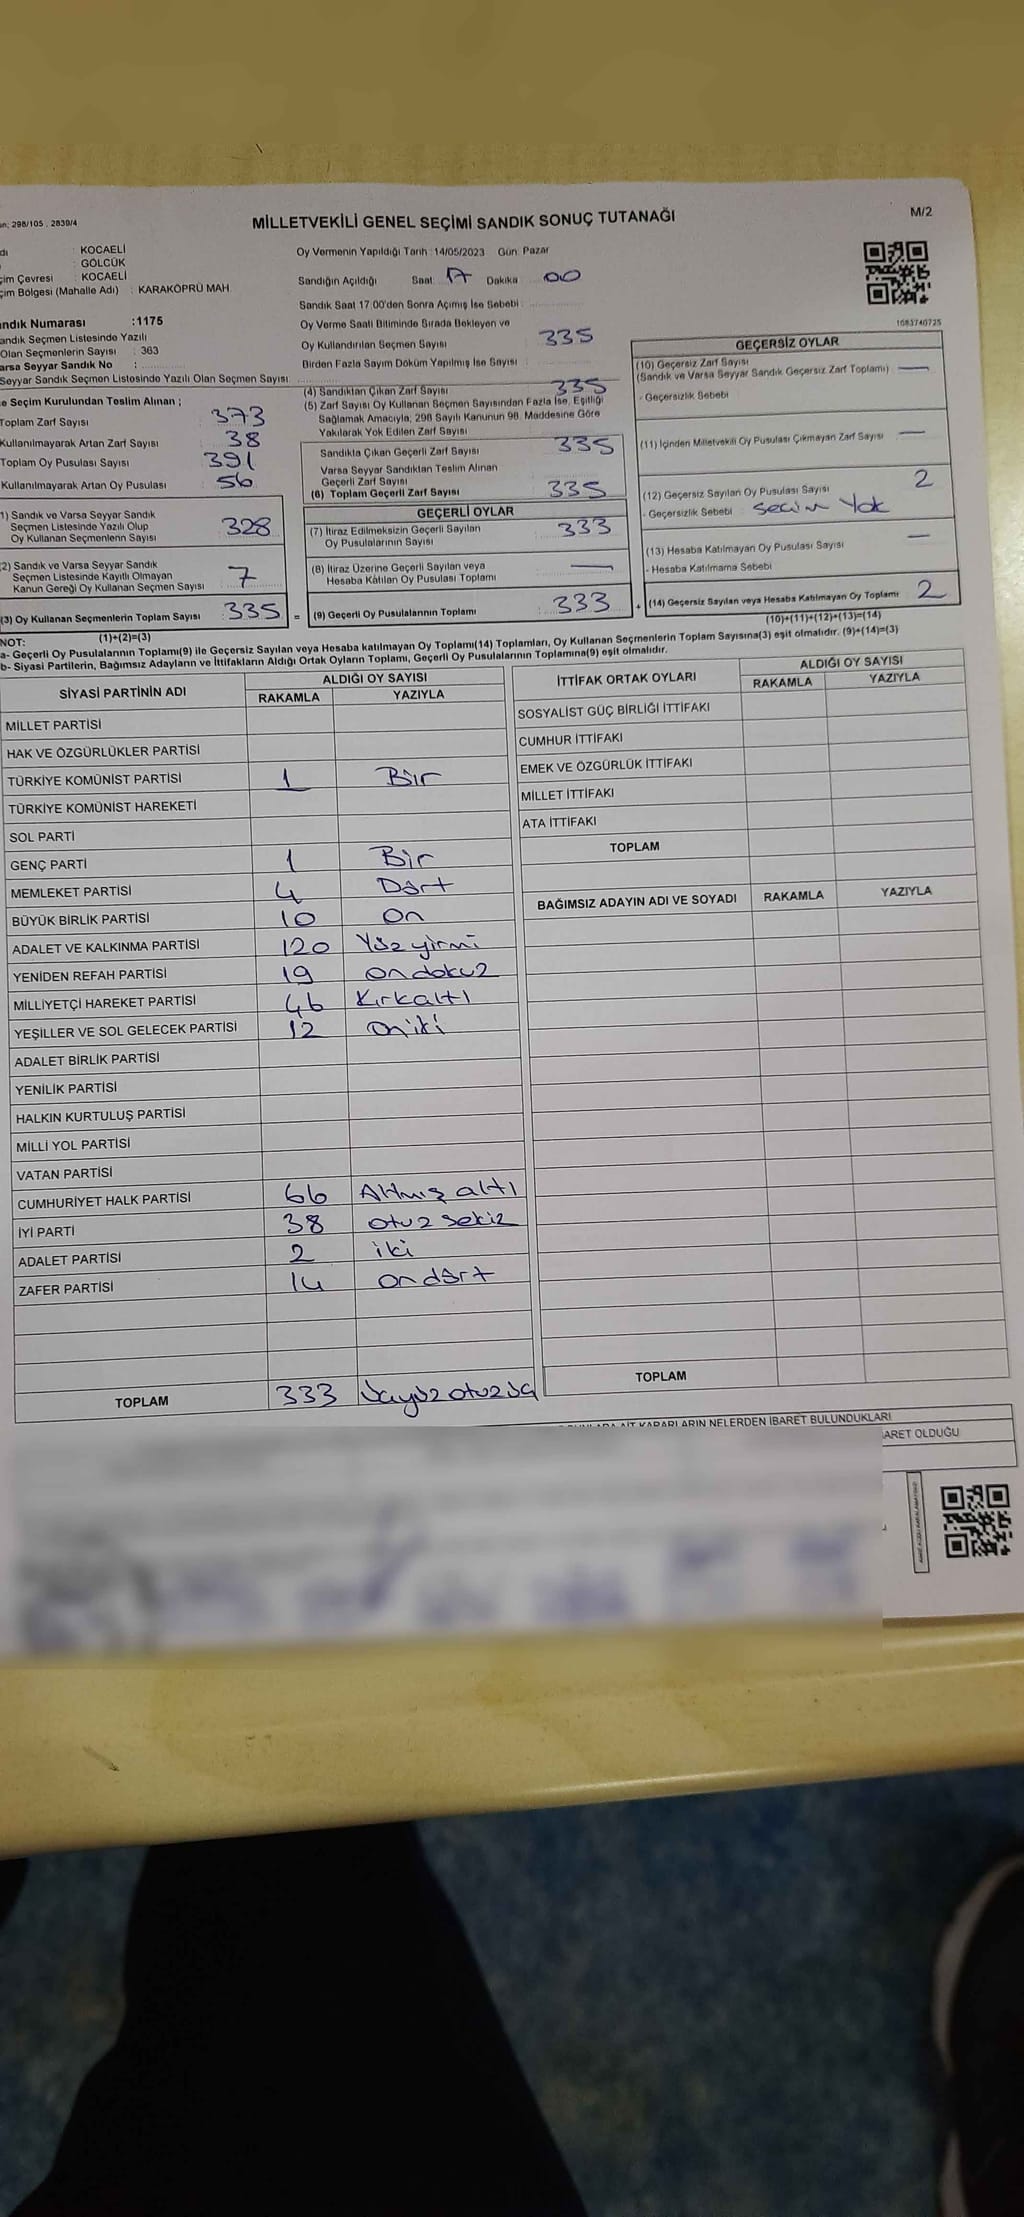 298/105 , 2839/4
MİLLETVEKİLİ GENEL SEÇİMİ SANDIK SONUÇ TUTANAĞI
M/2
: KOCAELİ
: GÖLCÜK
çim Çevresi : KOCAELİ
çim Bölgesi (Mahalle Adı) : KARAKÖPRÜ MAH.
ndık Numarası :1175
andık Seçmen Listesinde Yazılı
Olan Seçmenlerin Sayısı : 363
arsa Seyyar Sandık No :
Seyyar Sandık Seçmen Listesinde Yazılı Olan Seçmen Sayısı
e Seçim Kurulundan Teslim Alınan ;
Toplam Zarf Sayısı 373
Kullanılmayarak Artan Zarf Sayısı 38
Toplam Oy Pusulası Sayısı 391
Kullanılmayarak Artan Oy Pusulası 56
1) Sandık ve Varsa Seyyar Sandık
Seçmen Listesinde Yazılı Olup
Oy Kullanan Seçmenlerin Sayısı 328
2) Sandık ve Varsa Seyyar Sandık
Seçmen Listesinde Kayıtlı Olmayan
Kanun Gereği Oy Kullanan Seçmen Sayısı 7
(3) Oy Kullanan Seçmenlerin Toplam Sayısı 335 =
(1)+(2)=(3)
Oy Vermenin Yapıldığı Tarih :14/05/2023 Gün: Pazar
Sandığın Açıldığı Saat: 17 Dakika 00
Sandık Saat 17:00'den Sonra Açımış İse Sebebi :
Oy Verme Saati Bitiminde Sırada Bekleyen ve
Oy Kullandırılan Seçmen Sayısı 335
Birden Fazla Sayım Döküm Yapılmış İse Sayısı :
(4) Sandıktan Çıkan Zarf Sayısı 335
(5) Zarf Sayısı Oy Kullanan Seçmen Sayısından Fazla İse, Eşitliği
Sağlamak Amacıyla; 298 Sayılı Kanunun 98. Maddesine Göre
Yakılarak Yok Edilen Zarf Sayısı
Sandıkta Çıkan Geçerli Zarf Sayısı 335
Varsa Seyyar Sandıktan Teslim Alınan
Geçerli Zarf Sayısı
(6) Toplam Geçerli Zarf Sayısı 335
GEÇERLİ OYLAR
(7) İtiraz Edilmeksizin Geçerli Sayılan
Oy Pusulalarının Sayısı 333
(8) İtiraz Üzerine Geçerli Sayılan veya
Hesaba Katılan Oy Pusulası Toplamı —
(9) Geçerli Oy Pusulalarının Toplamı 333 +
1083740725
GEÇERSİZ OYLAR
(10) Geçersiz Zarf Sayısı
(Sandık ve Varsa Seyyar Sandık Geçersiz Zarf Toplamı) —
- Geçersizlik Sebebi
(11) İçinden Milletvekili Oy Pusulası Çıkmayan Zarf Sayısı —
(12) Geçersiz Sayılan Oy Pusulası Sayısı 2
- Geçersizlik Sebebi Seçim Yok
(13) Hesaba Katılmayan Oy Pusulası Sayısı —
- Hesaba Katılmama Sebebi
(14) Geçersiz Sayılan veya Hesaba Katılmayan Oy Toplamı 2
(10)+(11)+(12)+(13)=(14)
NOT:
a- Geçerli Oy Pusulalarının Toplamı(9) ile Geçersiz Sayılan veya Hesaba katılmayan Oy Toplamı(14) Toplamları, Oy Kullanan Seçmenlerin Toplam Sayısına(3) eşit olmalıdır. (9)+(14)=(3)
b- Siyasi Partilerin, Bağımsız Adayların ve İttifakların Aldığı Ortak Oyların Toplamı, Geçerli Oy Pusulalarının Toplamına(9) eşit olmalıdır.
SİYASİ PARTİNİN ADI ALDIĞI OY SAYISI
RAKAMLA YAZIYLA
MİLLET PARTİSİ
HAK VE ÖZGÜRLÜKLER PARTİSİ
TÜRKİYE KOMÜNİST PARTİSİ 1 Bir
TÜRKİYE KOMÜNİST HAREKETİ
SOL PARTİ
GENÇ PARTİ 1 Bir
MEMLEKET PARTİSİ 4 Dört
BÜYÜK BİRLİK PARTİSİ 10 On
ADALET VE KALKINMA PARTİSİ 120 Yüz yirmi
YENİDEN REFAH PARTİSİ 19 On dokuz
MİLLİYETÇİ HAREKET PARTİSİ 46 Kırkaltı
YEŞİLLER VE SOL GELECEK PARTİSİ 12 Oniki
ADALET BİRLİK PARTİSİ
YENİLİK PARTİSİ
HALKIN KURTULUŞ PARTİSİ
MİLLİ YOL PARTİSİ
VATAN PARTİSİ
CUMHURİYET HALK PARTİSİ 66 Altmış altı
İYİ PARTİ 38 otuz sekiz
ADALET PARTİSİ 2 iki
ZAFER PARTİSİ 14 on dört
TOPLAM 333
İTTİFAK ORTAK OYLARI ALDIĞI OY SAYISI
RAKAMLA YAZIYLA
SOSYALİST GÜÇ BİRLİĞİ İTTİFAKI
CUMHUR İTTİFAKI
EMEK VE ÖZGÜRLÜK İTTİFAKI
MİLLET İTTİFAKI
ATA İTTİFAKI
TOPLAM
BAĞIMSIZ ADAYIN ADI VE SOYADI RAKAMLA YAZIYLA
TOPLAM
KARARLARIN NELERDEN İBARET BULUNDUKLARI
BARET OLDUĞU